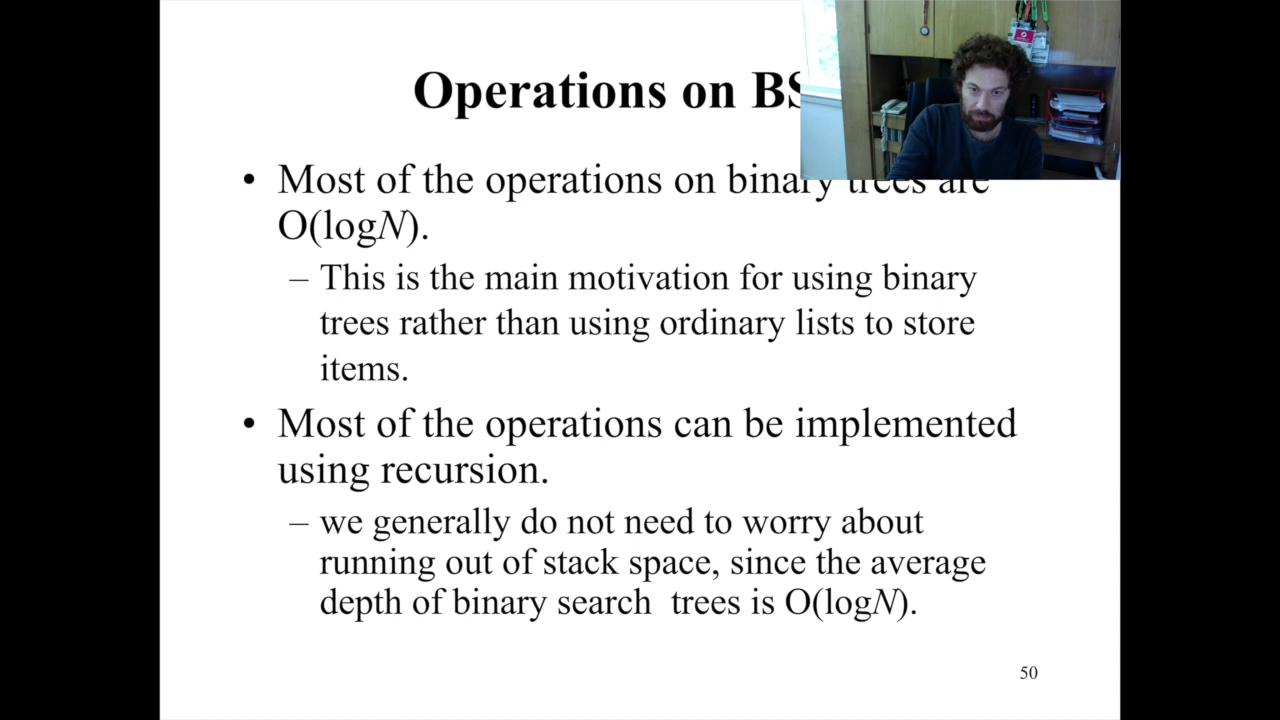 Operations on BS
• Most of the operations on binary trees are
O(logN).
– This is the main motivation for using binary
trees rather than using ordinary lists to store
items.
• Most of the operations can be implemented
using recursion.
– we generally do not need to worry about
running out of stack space, since the average
depth of binary search trees is O(logN).
50